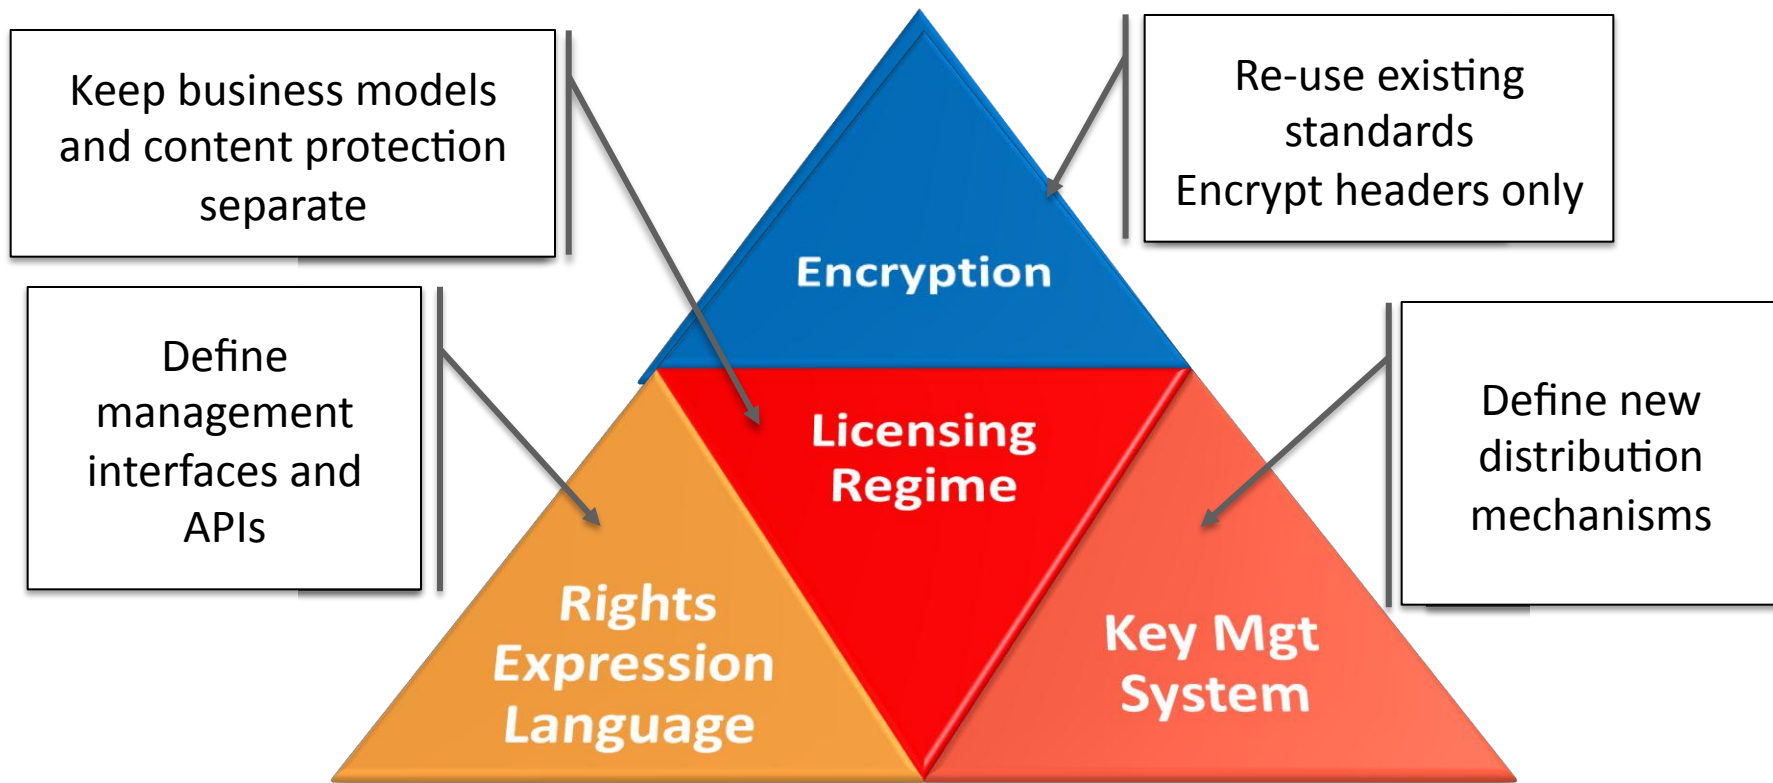 Keep business models
and content protection
separate
Re-use existing
standards
Encrypt headers only
Encryption
Define
management
interfaces and
APIs
Licensing
Regime
Define new
distribution
mechanisms
Rights
Expression
Language
Key Mgt
System